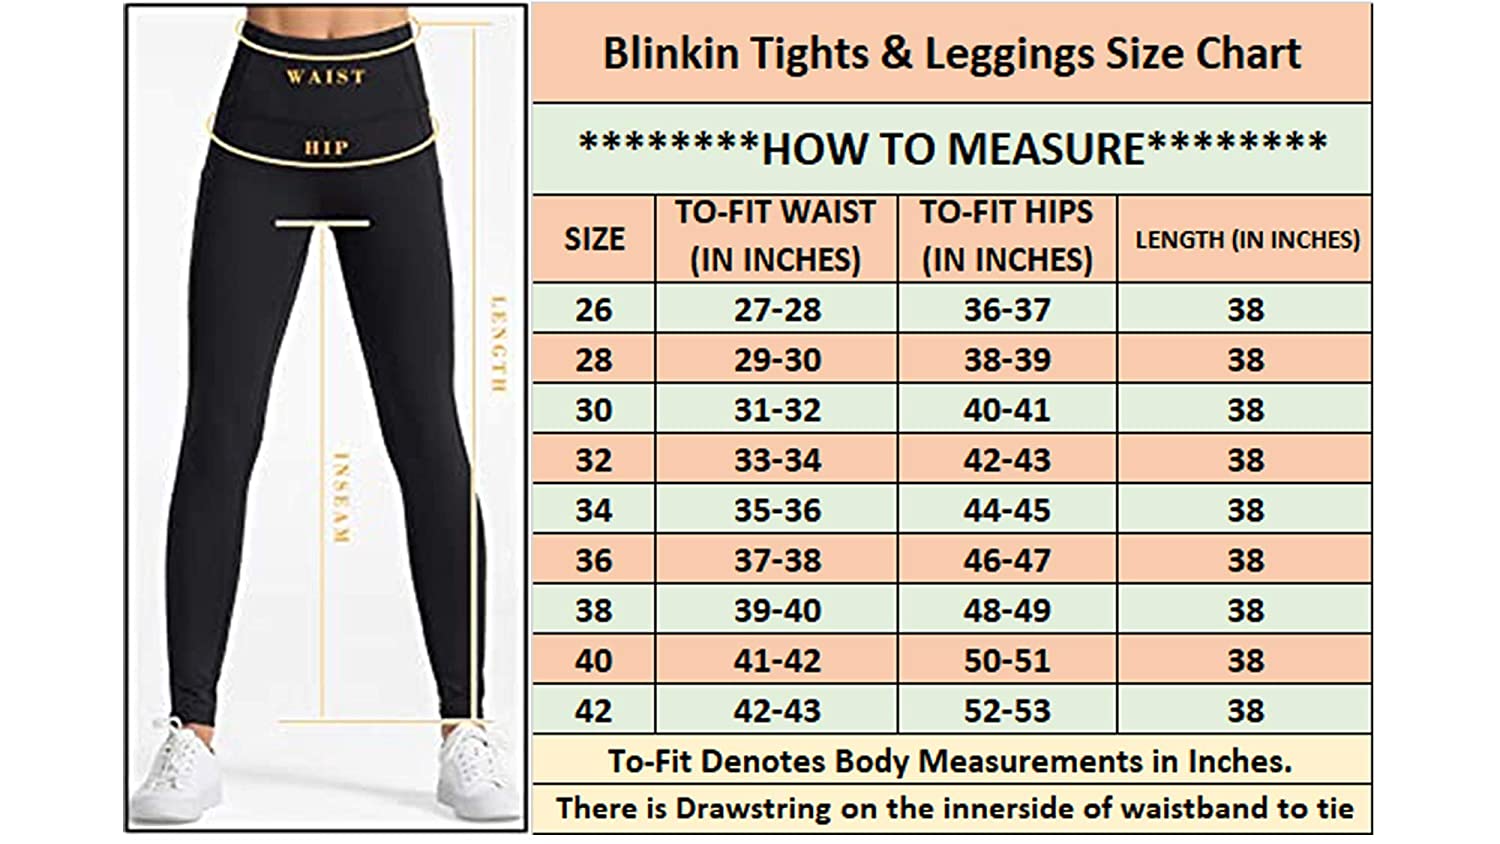 WAIST
HIP
LENGTH
INSEAM
Blinkin Tights & Leggings Size Chart
********HOW TO MEASURE********
SIZE TO-FIT WAIST (IN INCHES) TO-FIT HIPS (IN INCHES) LENGTH (IN INCHES)
26 27-28 36-37 38
28 29-30 38-39 38
30 31-32 40-41 38
32 33-34 42-43 38
34 35-36 44-45 38
36 37-38 46-47 38
38 39-40 48-49 38
40 41-42 50-51 38
42 42-43 52-53 38
To-Fit Denotes Body Measurements in Inches.
There is Drawstring on the innerside of waistband to tie